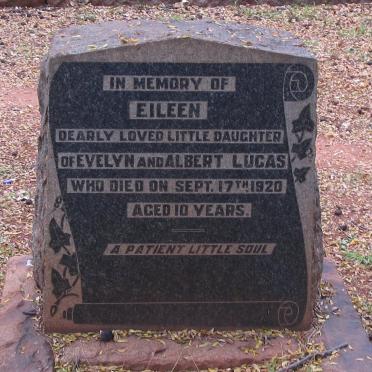 IN MEMORY OF
EILEEN
DEARLY LOVED LITTLE DAUGHTER
OF EVELYN AND ALBERT LUCAS
WHO DIED ON SEPT. 17TH 1920
AGED 10 YEARS.
A PATIENT LITTLE SOUL